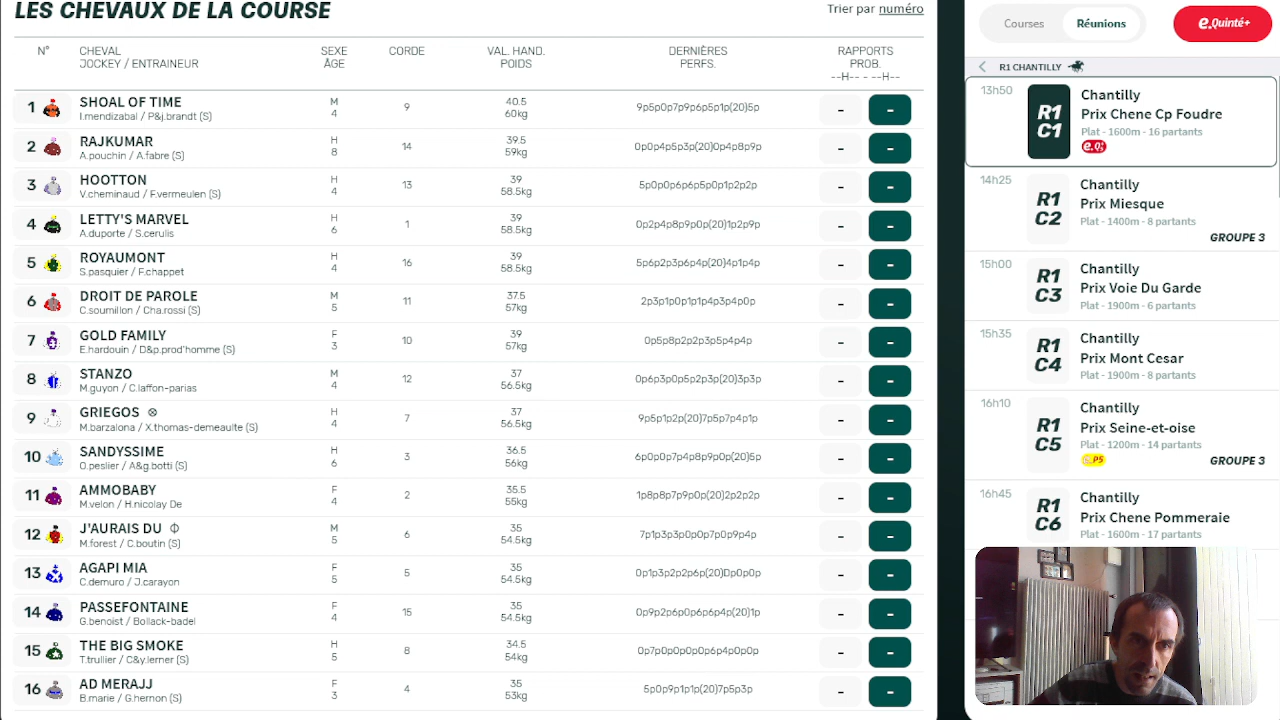 LES CHEVAUX DE LA COURSE
Trier par numéro
N° CHEVAL JOCKEY / ENTRAINEUR SEXE ÂGE CORDE VAL. HAND. POIDS DERNIÈRES PERFS. RAPPORTS PROB.
--H-- - --H--
1 SHOAL OF TIME M 9 40.5 9p5p0p7p9p6p5p1p(20)5p - -
I.mendizabal / P&j.brandt (S) 4 60kg
2 RAJKUMAR H 14 39.5 0p0p4p5p3p(20)0p4p8p9p - -
A.pouchin / A.fabre (S) 8 59kg
3 HOOTTON H 13 39 5p0p0p6p6p5p0p1p2p2p - -
V.cheminaud / F.vermeulen (S) 4 58.5kg
4 LETTY'S MARVEL H 1 39 0p2p4p8p9p0p(20)1p2p9p - -
A.duporte / S.cerulis 6 58.5kg
5 ROYAUMONT H 16 39 5p6p2p3p6p4p(20)4p1p4p - -
S.pasquier / F.chappet 4 58.5kg
6 DROIT DE PAROLE M 11 37.5 2p3p1p0p1p1p4p3p4p0p - -
C.soumillon / Cha.rossi (S) 5 57kg
7 GOLD FAMILY F 10 39 0p5p8p2p2p3p5p4p4p - -
E.hardouin / D&p.prod'homme (S) 3 57kg
8 STANZO M 12 37 0p6p3p0p5p2p3p(20)3p3p - -
M.guyon / C.laffon-parias 4 56.5kg
9 GRIEGOS H 7 37 9p5p1p2p(20)7p5p7p4p1p - -
M.barzalona / X.thomas-demeaulte (S) 4 56.5kg
10 SANDYSSIME H 3 36.5 6p0p0p7p4p8p9p0p(20)5p - -
O.peslier / A&g.botti (S) 6 56kg
11 AMMOBABY F 2 35.5 1p8p8p7p9p0p(20)2p2p2p - -
M.velon / H.nicolay De 4 55kg
12 J'AURAIS DU M 6 35 7p1p3p3p0p0p7p0p9p4p - -
M.forest / C.boutin (S) 5 54.5kg
13 AGAPI MIA F 5 35 0p1p3p2p2p6p(20)Dp0p0p - -
C.demuro / J.carayon 5 54.5kg
14 PASSEFONTAINE F 15 35 0p9p2p6p0p6p6p4p(20)1p - -
G.benoist / Bollack-badel 4 54.5kg
15 THE BIG SMOKE H 8 34.5 0p7p0p0p0p0p6p4p0p0p - -
T.trullier / C&y.lerner (S) 5 54kg
16 AD MERAJJ F 4 35 5p0p9p1p1p(20)7p5p3p - -
B.marie / G.hernon (S) 3 53kg
Courses Réunions e.Quinté+
R1 CHANTILLY
13h50 R1 C1 Chantilly
Prix Chene Cp Foudre
Plat - 1600m - 16 partants
e.Q+
14h25 R1 C2 Chantilly
Prix Miesque
Plat - 1400m - 8 partants
GROUPE 3
15h00 R1 C3 Chantilly
Prix Voie Du Garde
Plat - 1900m - 6 partants
15h35 R1 C4 Chantilly
Prix Mont Cesar
Plat - 1900m - 8 partants
16h10 R1 C5 Chantilly
Prix Seine-et-oise
Plat - 1200m - 14 partants
P5 GROUPE 3
16h45 R1 C6 Chantilly
Prix Chene Pommeraie
Plat - 1600m - 17 partants